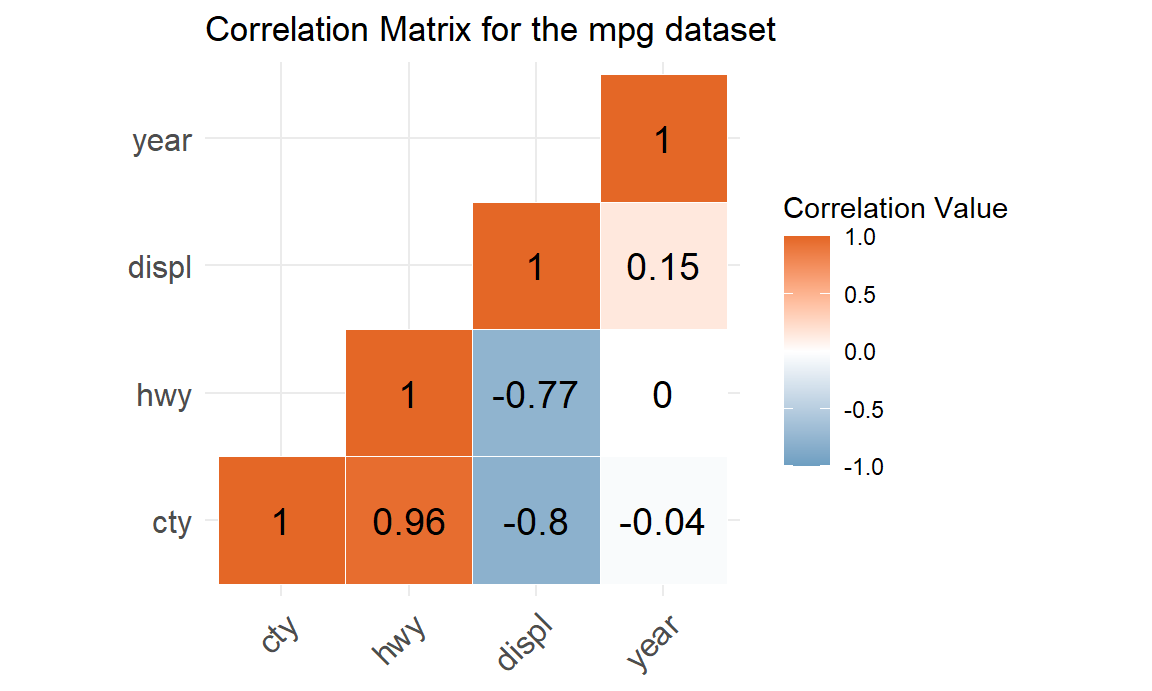 Correlation Matrix for the mpg dataset
year
1
displ
1
0.15
hwy
1
-0.77
0
cty
1
0.96
-0.8
-0.04
cty
hwy
displ
year
Correlation Value
1.0
0.5
0.0
-0.5
-1.0